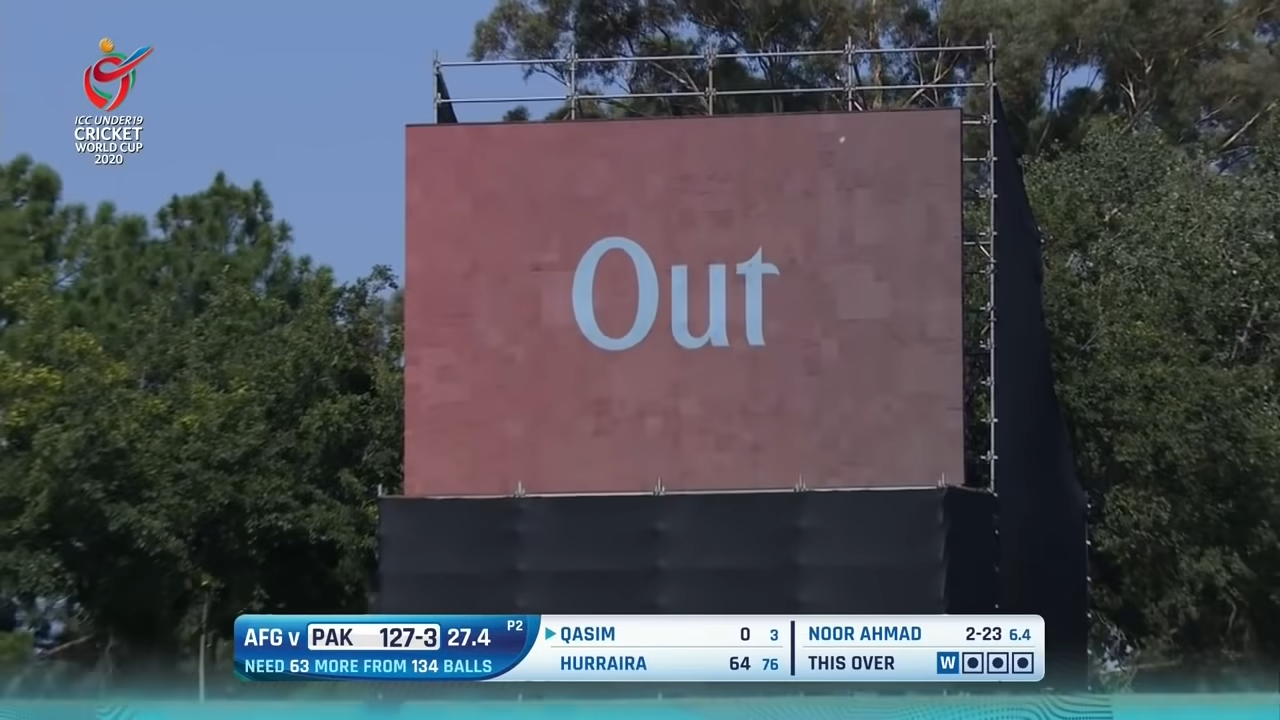 ICC UNDER19
CRICKET
WORLD CUP
2020
Out
AFG v PAK 127-3 27.4 P2
NEED 63 MORE FROM 134 BALLS
QASIM 0 3
HURRAIRA 64 76
NOOR AHMAD 2-23 6.4
THIS OVER W